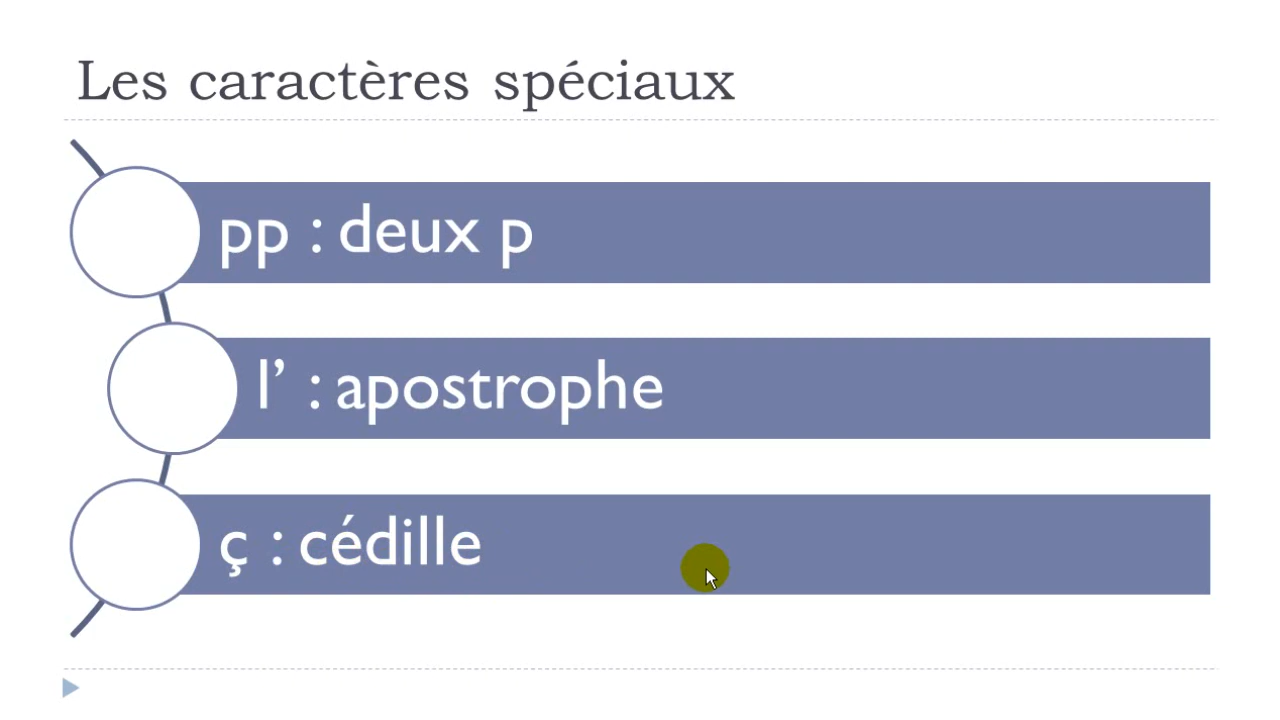 Les caractères spéciaux
pp : deux p
l’ : apostrophe
ç : cédille